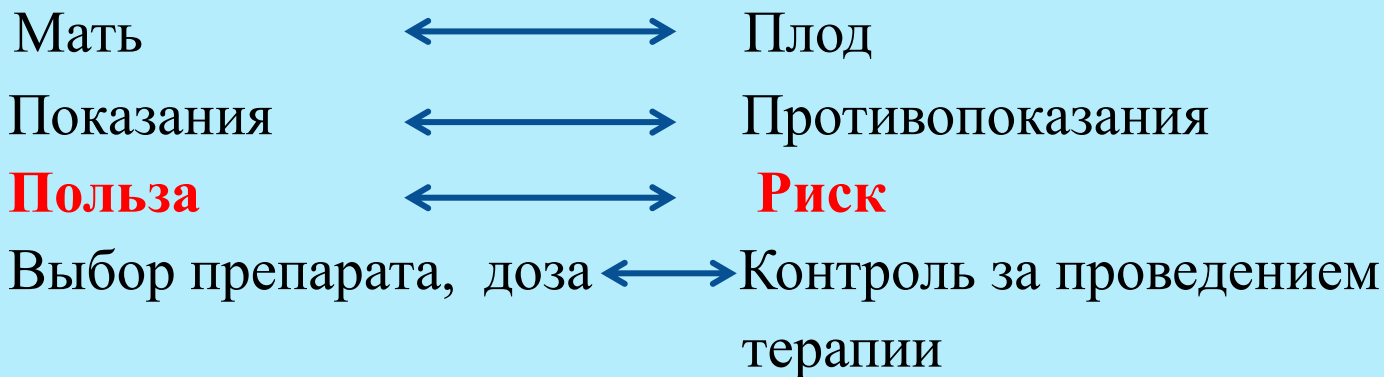 Мать Плод
Показания Противопоказания
Польза Риск
Выбор препарата, доза Контроль за проведением
терапии